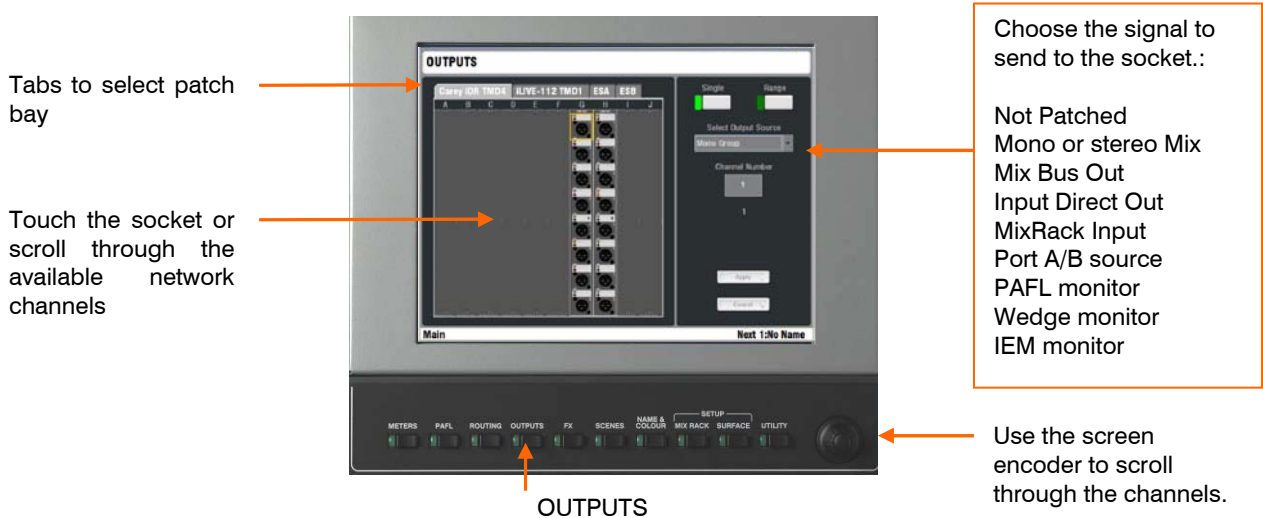 Tabs to select patch
bay
Touch the socket or
scroll through the
available network
channels
OUTPUTS
Carey iDR TMD4 ILIVE-112 TMD1 ESA ESB
A B C D E F G H I J
Single Range
Select Output Source
Mono Group
Channel Number
1
1
Apply
Cancel
Main Next 1:No Name
METERS PAFL ROUTING OUTPUTS FX SCENES NAME & COLOUR MIX RACK SURFACE UTILITY
SETUP
OUTPUTS
Choose the signal to
send to the socket.:
Not Patched
Mono or stereo Mix
Mix Bus Out
Input Direct Out
MixRack Input
Port A/B source
PAFL monitor
Wedge monitor
IEM monitor
Use the screen
encoder to scroll
through the channels.